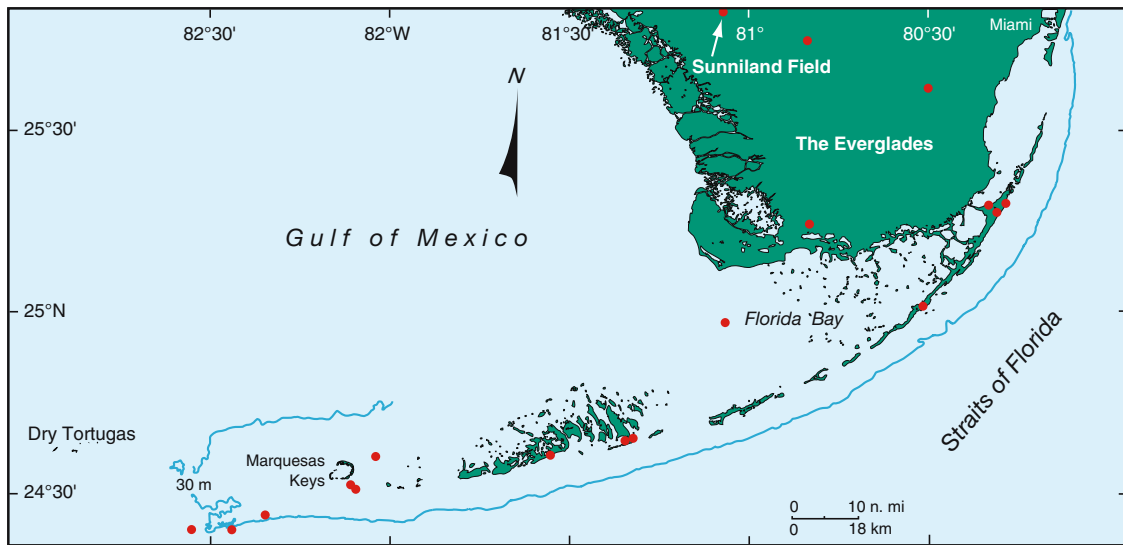 82°30'
82°W
81°30'
81°
80°30'
Miami
Sunniland Field
N
25°30'
The Everglades
Gulf of Mexico
25°N
Florida Bay
Straits of Florida
Dry Tortugas
Marquesas
Keys
30 m
24°30'
0 10 n. mi
0 18 km